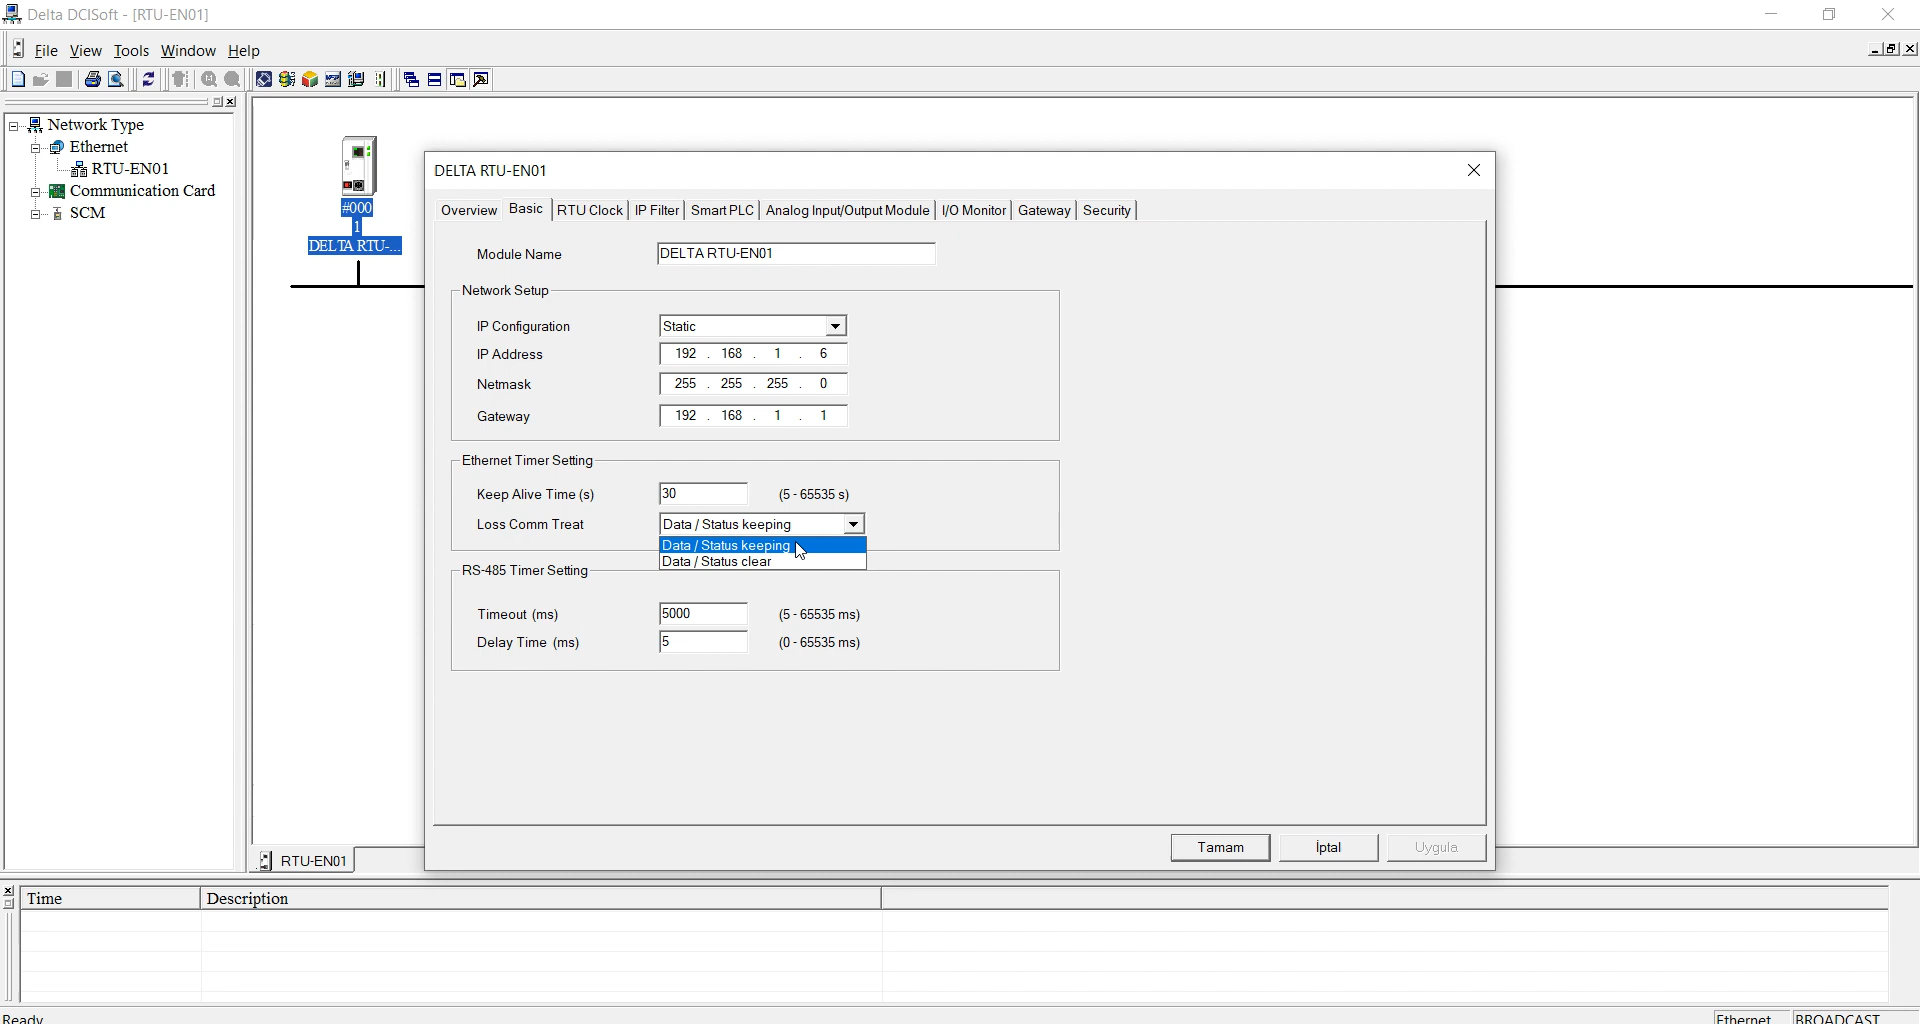 Delta DCISoft - [RTU-EN01]
File View Tools Window Help
Network Type
Ethernet
RTU-EN01
Communication Card
SCM
#000
1
DELTA RTU-...
DELTA RTU-EN01
Overview Basic RTU Clock IP Filter Smart PLC Analog Input/Output Module I/O Monitor Gateway Security
Module Name DELTA RTU-EN01
Network Setup
IP Configuration Static
IP Address 192 . 168 . 1 . 6
Netmask 255 . 255 . 255 . 0
Gateway 192 . 168 . 1 . 1
Ethernet Timer Setting
Keep Alive Time (s) 30 (5 - 65535 s)
Loss Comm Treat Data / Status keeping
Data / Status keeping
Data / Status clear
RS-485 Timer Setting
Timeout (ms) 5000 (5 - 65535 ms)
Delay Time (ms) 5 (0 - 65535 ms)
Tamam İptal Uygula
RTU-EN01
Time Description
Ready Ethernet BROADCAST